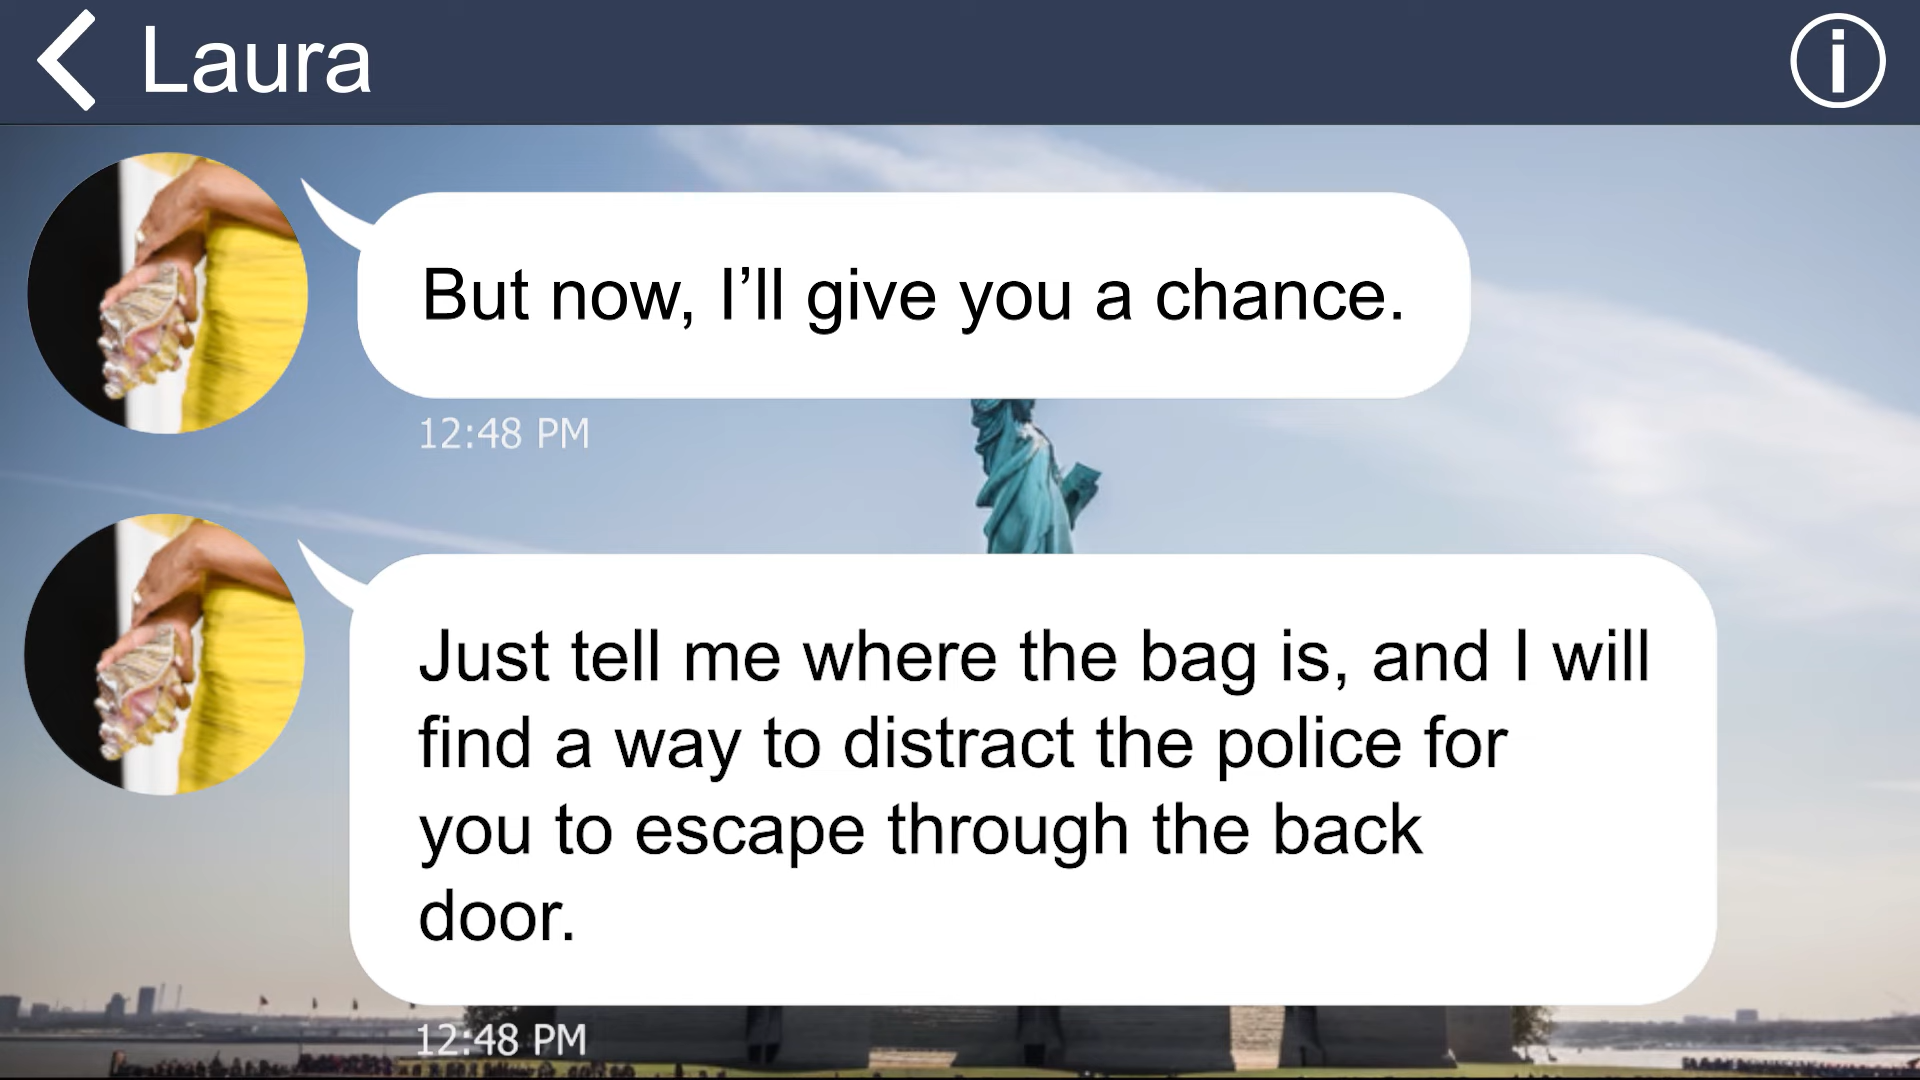 Laura
But now, I’ll give you a chance.
12:48 PM
Just tell me where the bag is, and I will
find a way to distract the police for
you to escape through the back
door.
12:48 PM